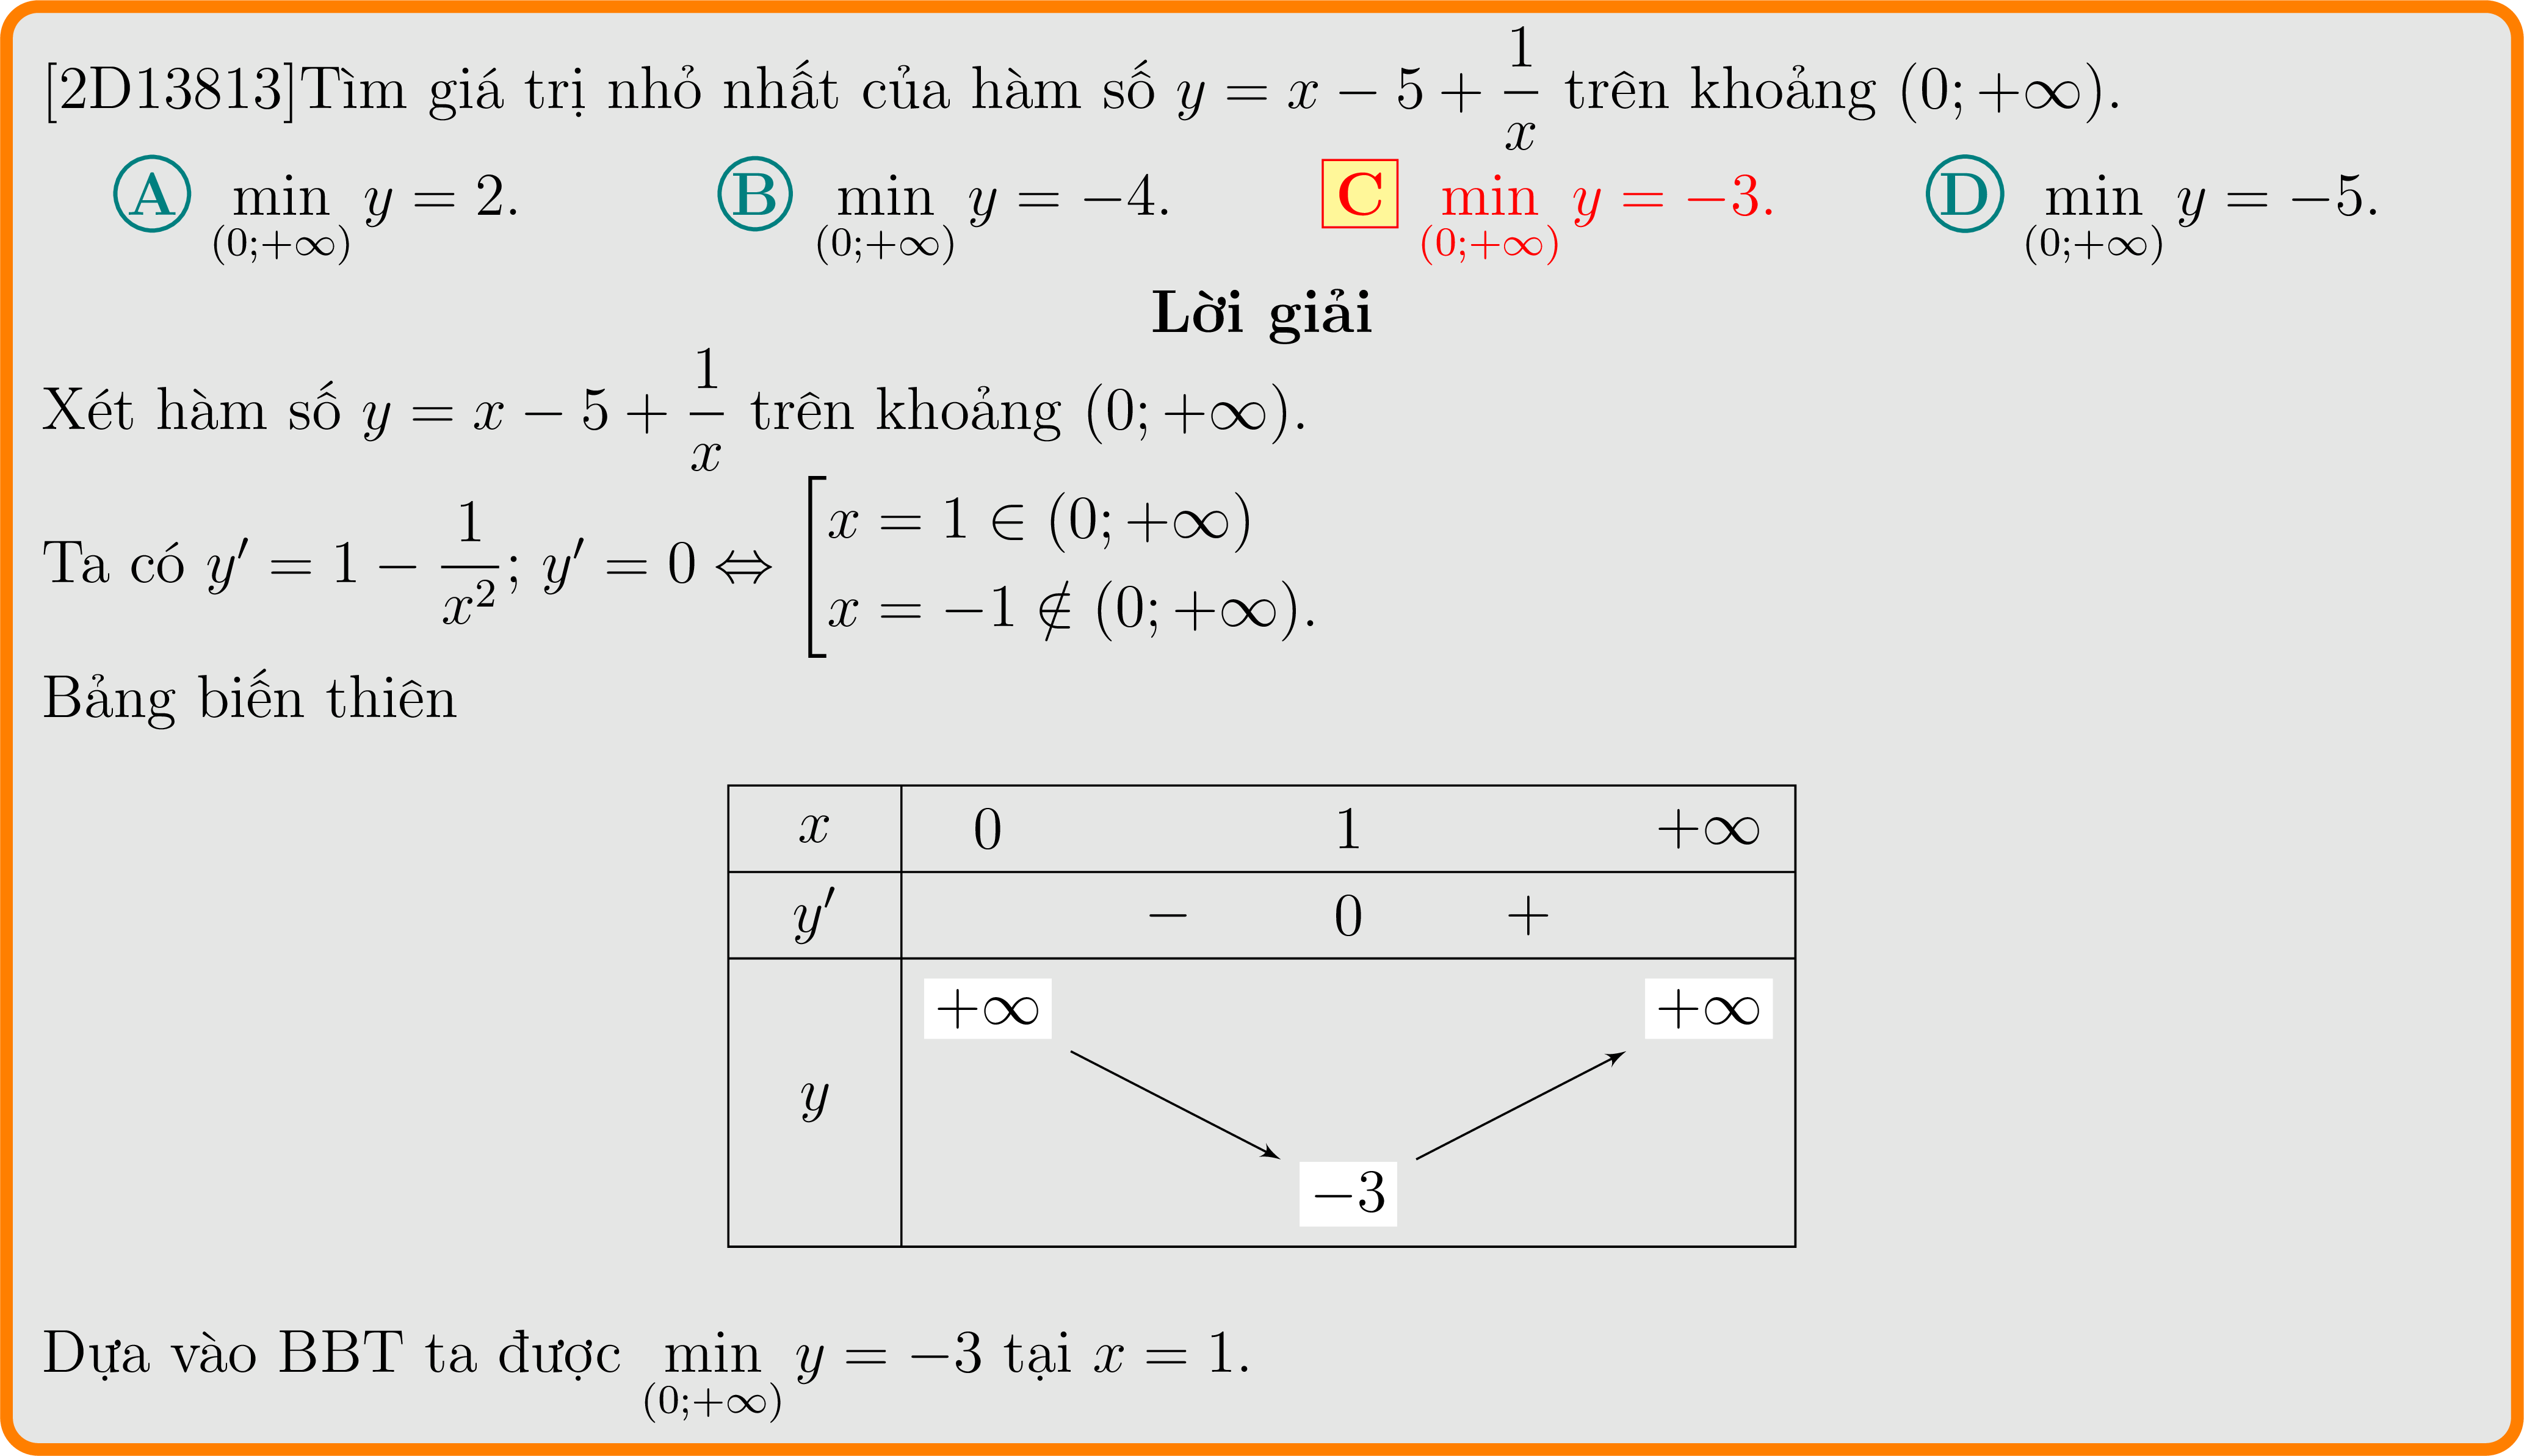 [2D13813]Tìm giá trị nhỏ nhất của hàm số $y = x - 5 + \dfrac{1}{x}$ trên khoảng $(0; +\infty)$.
A $\min\limits_{(0;+\infty)} y = 2.$ B $\min\limits_{(0;+\infty)} y = -4.$ C $\min\limits_{(0;+\infty)} y = -3.$ D $\min\limits_{(0;+\infty)} y = -5.$
Lời giải
Xét hàm số $y = x - 5 + \dfrac{1}{x}$ trên khoảng $(0; +\infty)$.
Ta có $y' = 1 - \dfrac{1}{x^2}$; $y' = 0 \Leftrightarrow \left[\begin{array}{l} x = 1 \in (0; +\infty) \\ x = -1 \notin (0; +\infty). \end{array}\right.$
Bảng biến thiên
$x$ 0 1 $+\infty$
$y'$ − 0 +
$+\infty$ $+\infty$
$y$
$-3$
Dựa vào BBT ta được $\min\limits_{(0;+\infty)} y = -3$ tại $x = 1$.